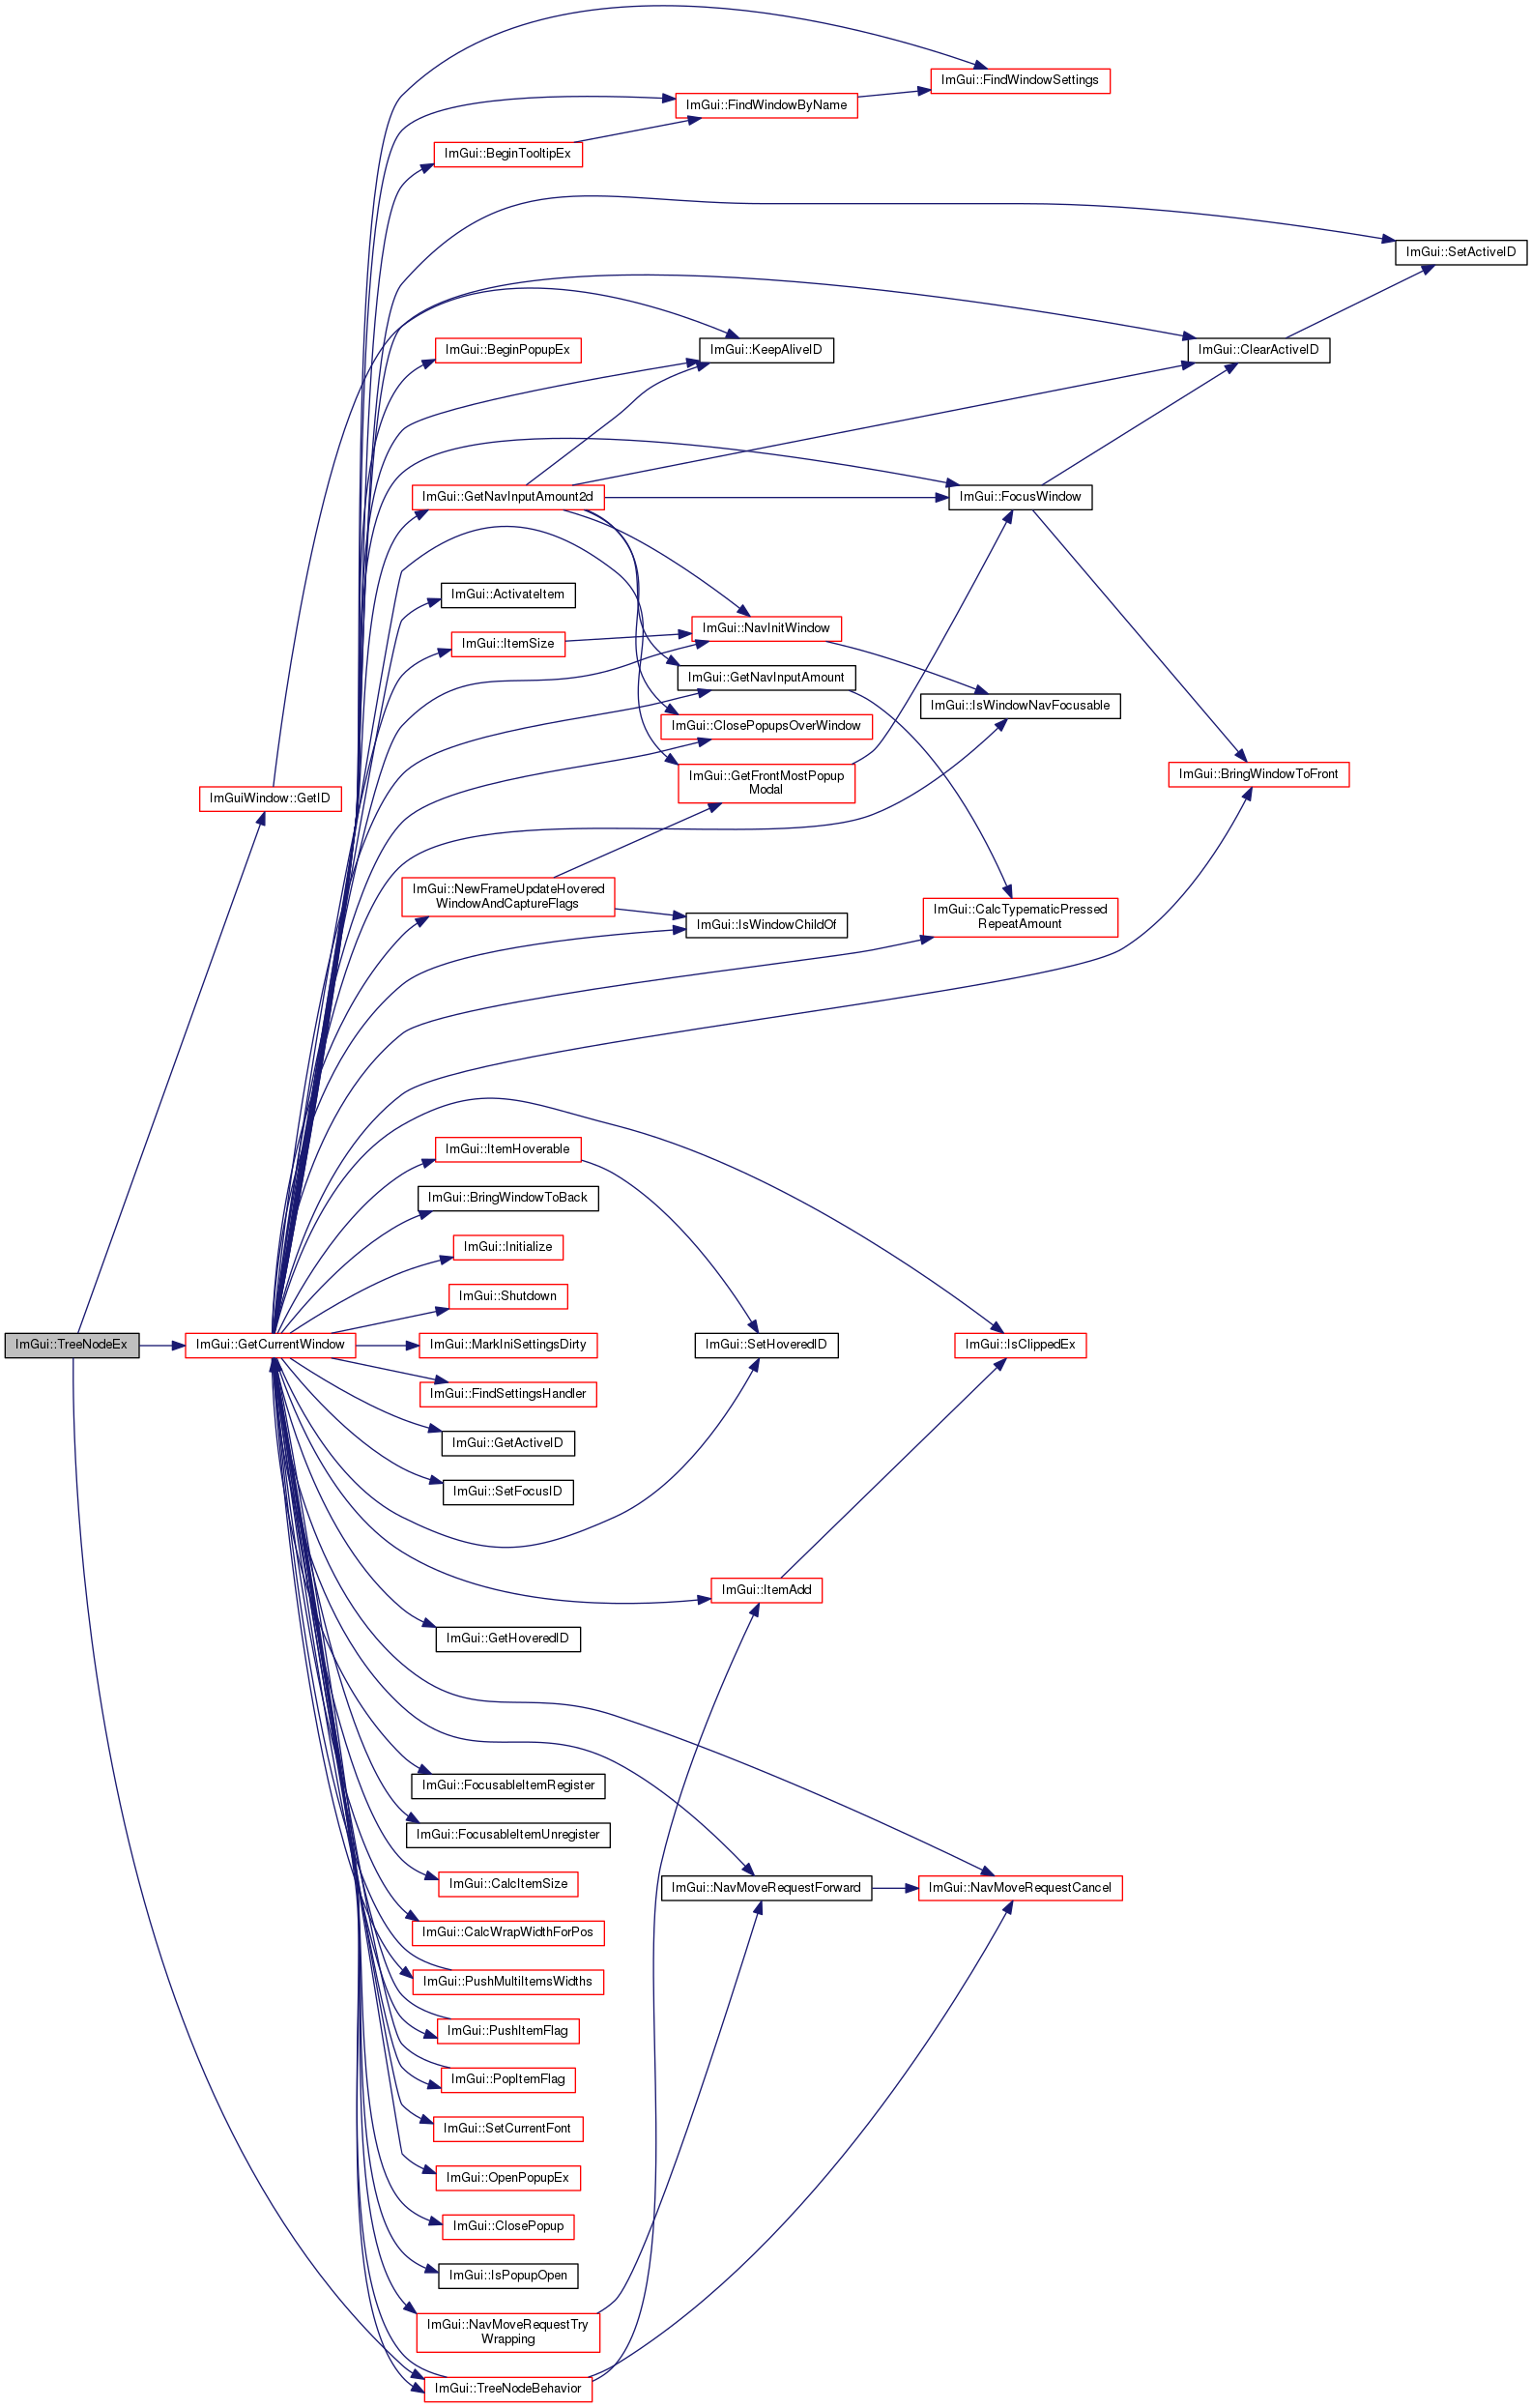 ImGui::FindWindowSettings
ImGui::FindWindowByName
ImGui::BeginTooltipEx
ImGui::SetActiveID
ImGui::BeginPopupEx
ImGui::KeepAliveID
ImGui::ClearActiveID
ImGui::GetNavInputAmount2d
ImGui::FocusWindow
ImGui::ActivateItem
ImGui::NavInitWindow
ImGui::ItemSize
ImGui::GetNavInputAmount
ImGui::IsWindowNavFocusable
ImGui::ClosePopupsOverWindow
ImGui::GetFrontMostPopup
Modal
ImGui::BringWindowToFront
ImGuiWindow::GetID
ImGui::NewFrameUpdateHovered
WindowAndCaptureFlags
ImGui::CalcTypematicPressed
RepeatAmount
ImGui::IsWindowChildOf
ImGui::ItemHoverable
ImGui::BringWindowToBack
ImGui::Initialize
ImGui::Shutdown
ImGui::TreeNodeEx
ImGui::GetCurrentWindow
ImGui::MarkIniSettingsDirty
ImGui::SetHoveredID
ImGui::IsClippedEx
ImGui::FindSettingsHandler
ImGui::GetActiveID
ImGui::SetFocusID
ImGui::ItemAdd
ImGui::GetHoveredID
ImGui::FocusableItemRegister
ImGui::FocusableItemUnregister
ImGui::CalcItemSize
ImGui::NavMoveRequestForward
ImGui::NavMoveRequestCancel
ImGui::CalcWrapWidthForPos
ImGui::PushMultiItemsWidths
ImGui::PushItemFlag
ImGui::PopItemFlag
ImGui::SetCurrentFont
ImGui::OpenPopupEx
ImGui::ClosePopup
ImGui::IsPopupOpen
ImGui::NavMoveRequestTry
Wrapping
ImGui::TreeNodeBehavior